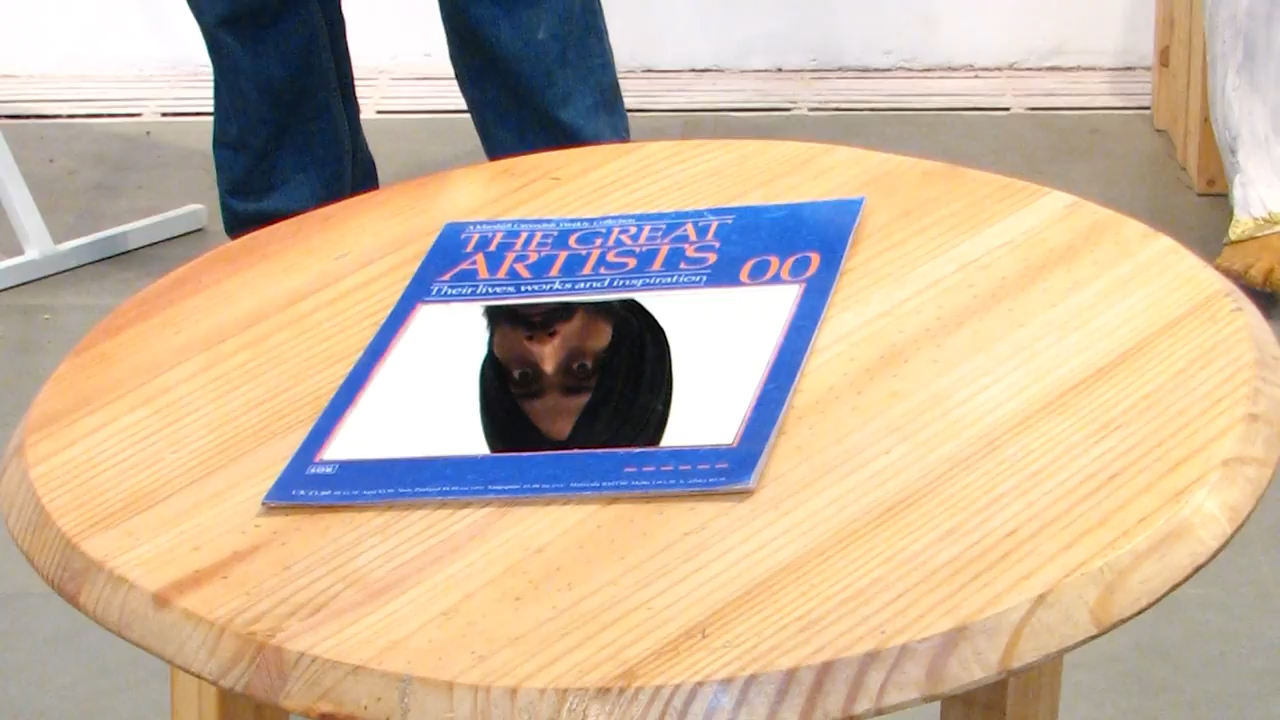 A Marshall Cavendish Weekly Collection
THE GREAT
ARTISTS
00
Their lives, works and inspiration